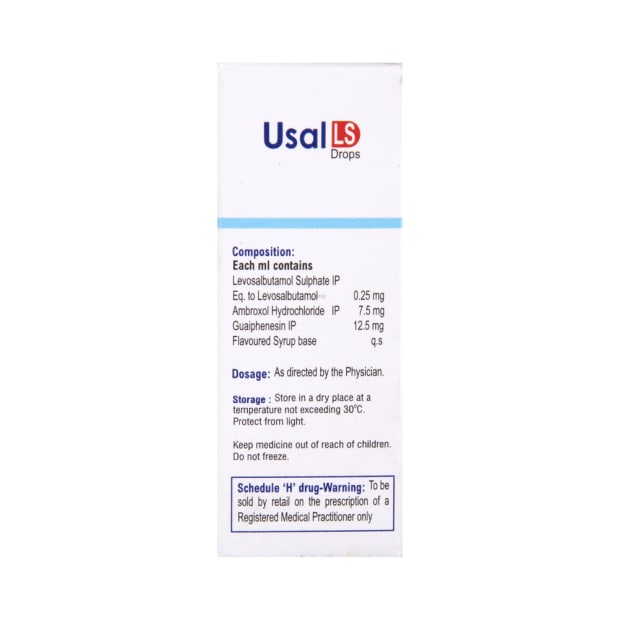 Usal LS
Drops
Composition:
Each ml contains
Levosalbutamol Sulphate IP
Eq. to Levosalbutamol 0.25 mg
Ambroxol Hydrochloride IP 7.5 mg
Guaiphenesin IP 12.5 mg
Flavoured Syrup base q.s
Dosage: As directed by the Physician.
Storage : Store in a dry place at a
temperature not exceeding 30°C.
Protect from light.
Keep medicine out of reach of children.
Do not freeze.
Schedule 'H' drug-Warning: To be
sold by retail on the prescription of a
Registered Medical Practitioner only